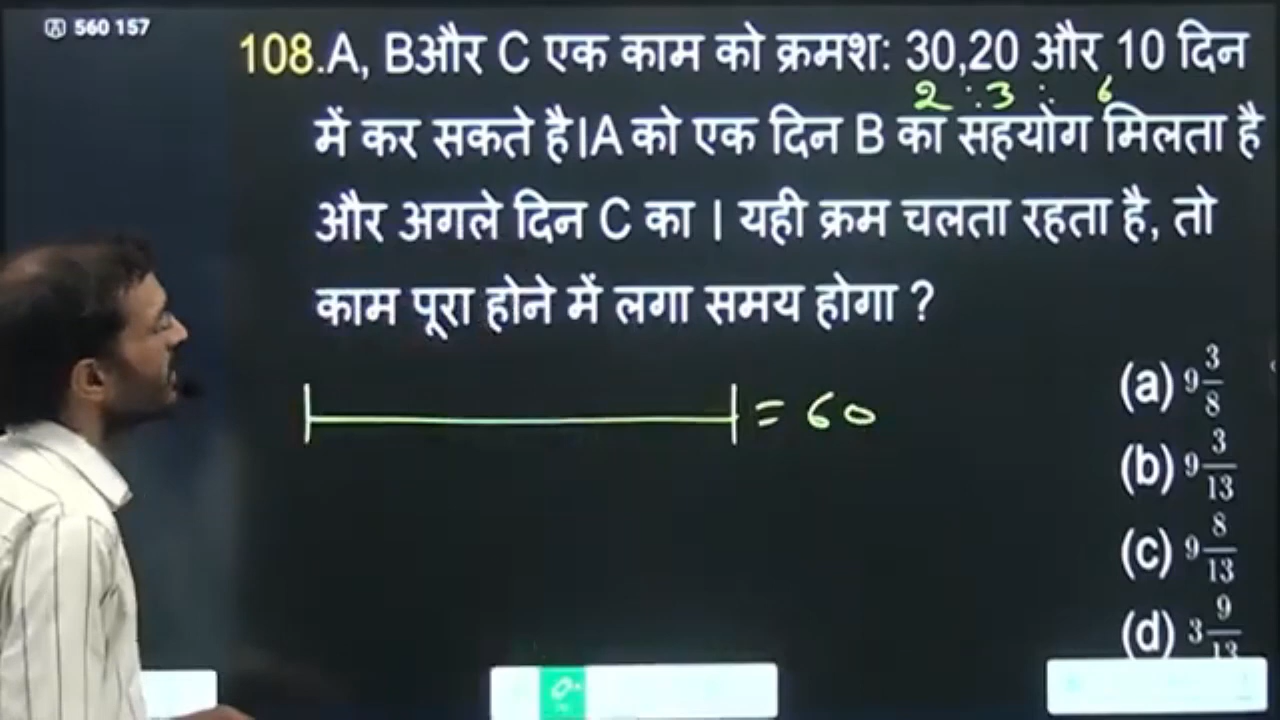 560 157
108.A, Bऔर C एक काम को क्रमश: 30,20 और 10 दिन
2 : 3 : 6
में कर सकते है।A को एक दिन B का सहयोग मिलता है
और अगले दिन C का । यही क्रम चलता रहता है, तो
काम पूरा होने में लगा समय होगा ?
= 60
(a) 9 3/8
(b) 9 3/13
(c) 9 8/13
(d) 3 9/13